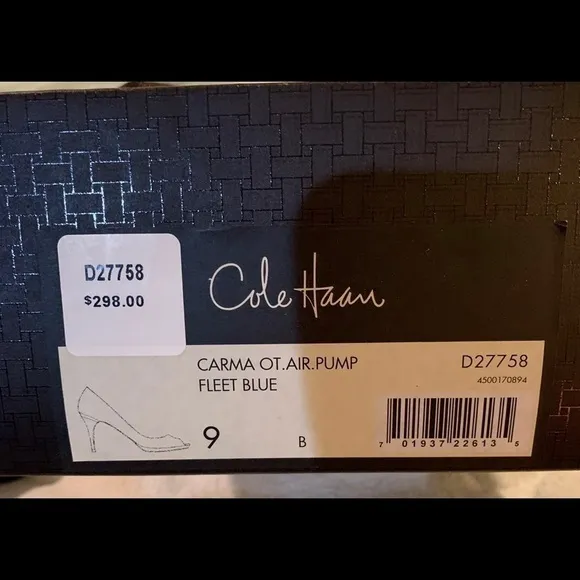 D27758
$298.00
Cole Haan
CARMA OT.AIR.PUMP
FLEET BLUE
D27758
4500170894
9
B
7 01937 22613 5